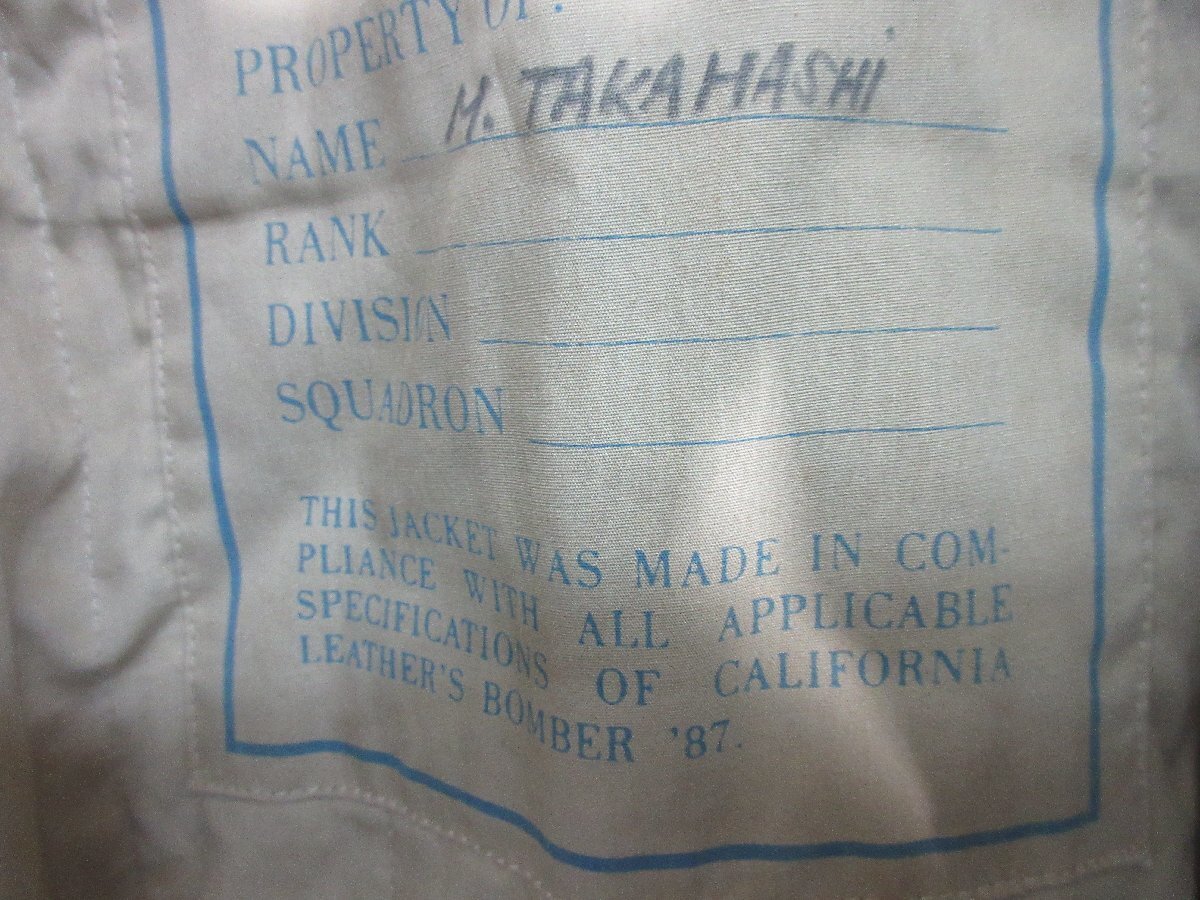 PROPERTY OF:
NAME M. TAKAHASHI
RANK
DIVISION
SQUADRON
THIS JACKET WAS MADE IN COM-
PLIANCE WITH ALL APPLICABLE
SPECIFICATIONS OF CALIFORNIA
LEATHER'S BOMBER '87.